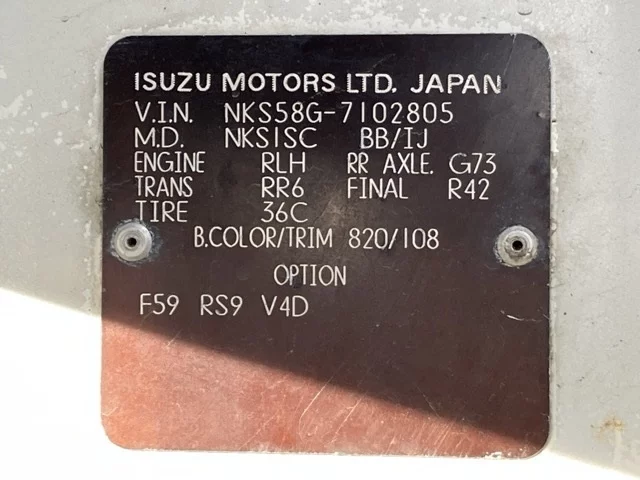 ISUZU MOTORS LTD. JAPAN
V.I.N. NKS58G-7102805
M.D. NKS1SC BB/IJ
ENGINE RLH RR AXLE. G73
TRANS RR6 FINAL R42
TIRE 36C
B.COLOR/TRIM 820/108
OPTION
F59 RS9 V4D